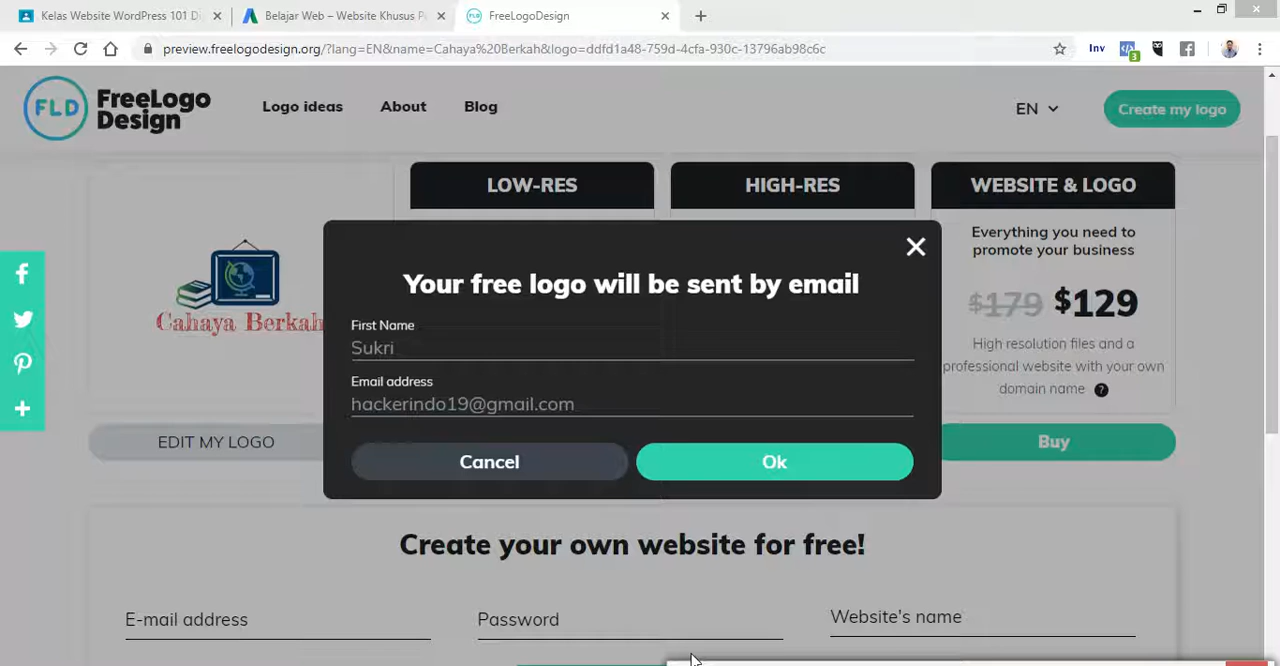 Kelas Website WordPress 101 Di
Belajar Web – Website Khusus Pe
FreeLogoDesign
preview.freelogodesign.org/?lang=EN&name=Cahaya%20Berkah&logo=ddfd1a48-759d-4cfa-930c-13796ab98c6c
Inv
3
FLD
FreeLogo
Design
Logo ideas
About
Blog
EN
Create my logo
LOW-RES
HIGH-RES
WEBSITE & LOGO
Everything you need to
promote your business
$179 $129
High resolution files and a
professional website with your own
domain name ?
Buy
Cahaya Berkah
EDIT MY LOGO
Your free logo will be sent by email
First Name
Sukri
Email address
hackerindo19@gmail.com
Cancel
Ok
Create your own website for free!
E-mail address
Password
Website's name